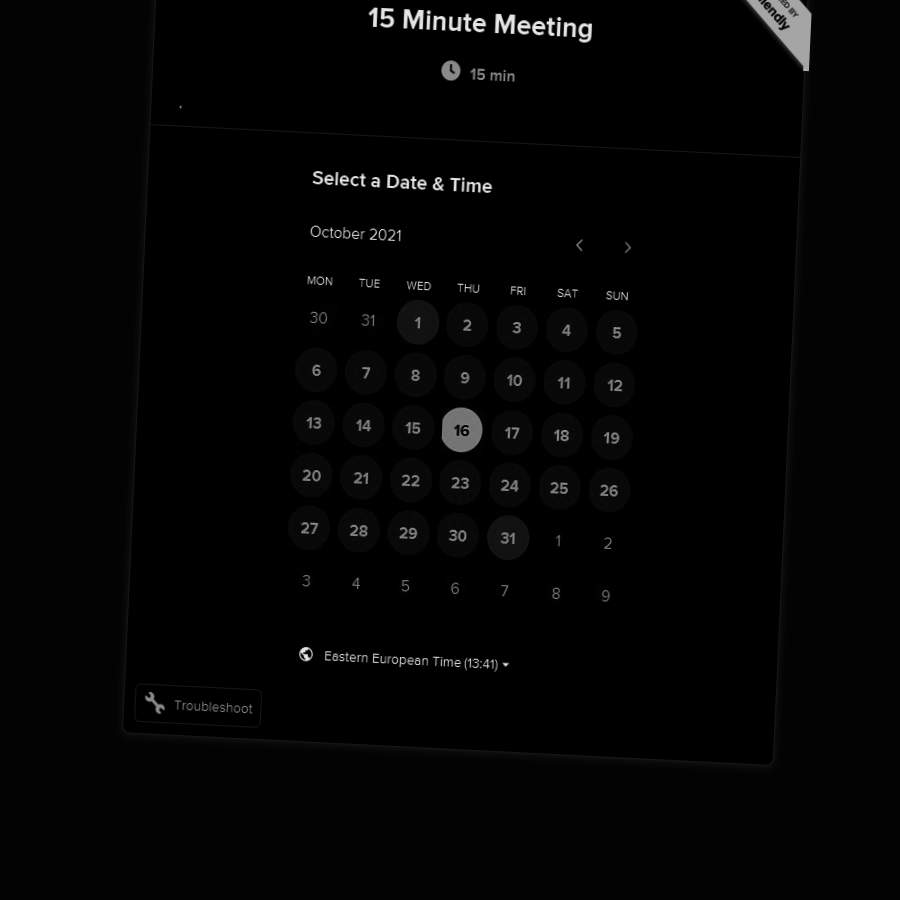 15 Minute Meeting
15 min
Select a Date & Time
October 2021
MON TUE WED THU FRI SAT SUN
30 31 1 2 3 4 5
6 7 8 9 10 11 12
13 14 15 16 17 18 19
20 21 22 23 24 25 26
27 28 29 30 31 1 2
3 4 5 6 7 8 9
Eastern European Time (13:41)
Troubleshoot